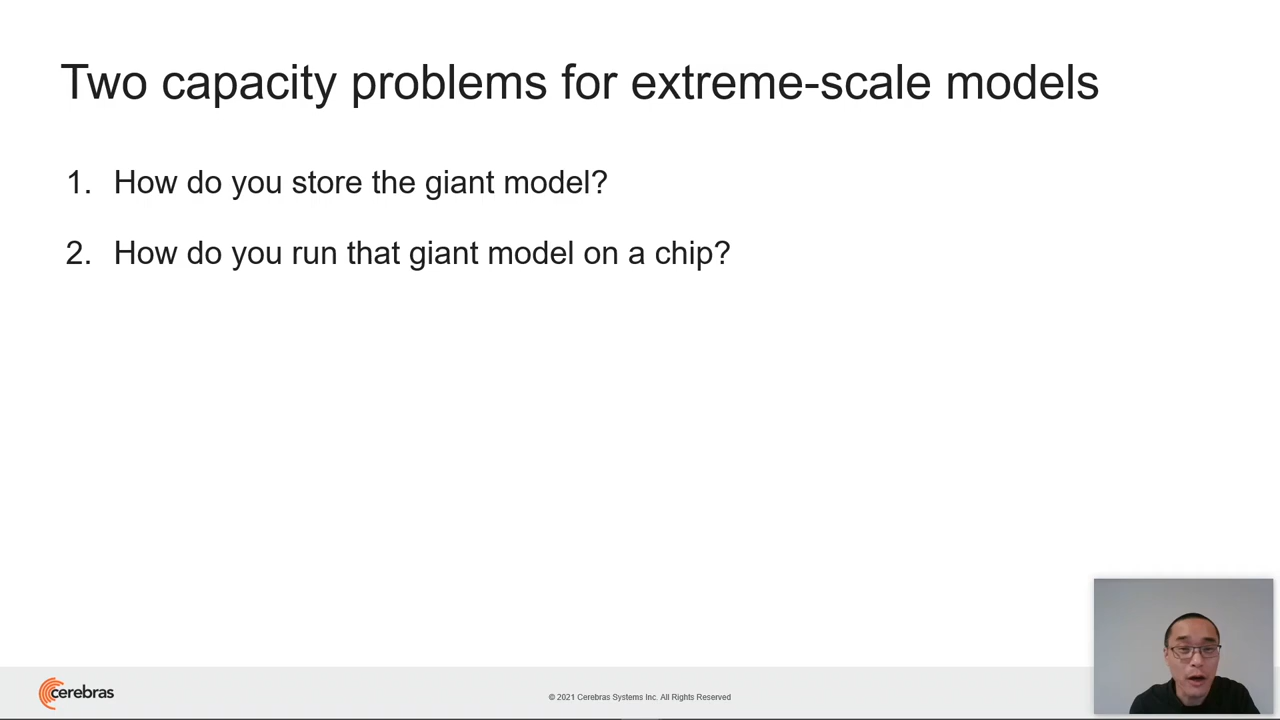 Two capacity problems for extreme-scale models
1. How do you store the giant model?
2. How do you run that giant model on a chip?
cerebras
© 2021 Cerebras Systems Inc. All Rights Reserved